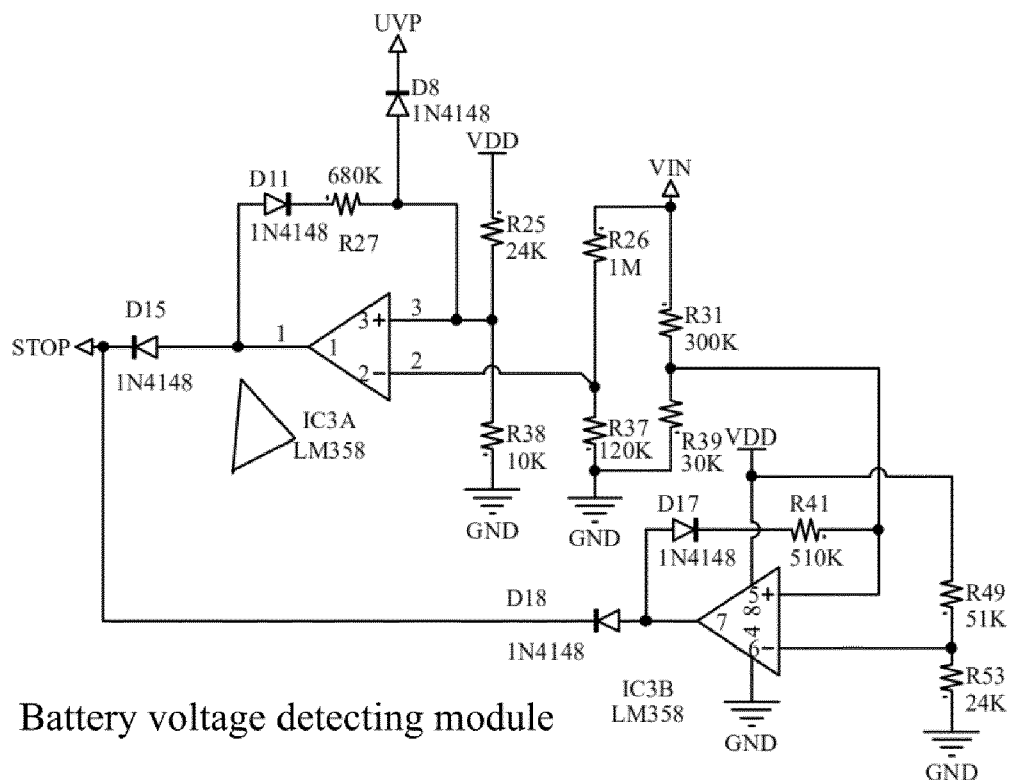 UVP
D8
1N4148
VDD
VIN
D11
680K
1N4148
R27
R25
24K
R26
1M
R31
300K
D15
STOP
1N4148
1
1
3
3+
2
2−
IC3A
LM358
R38
10K
GND
R37
120K
GND
R39
30K
VDD
D17
1N4148
R41
510K
D18
1N4148
7
5+
8
4
6−
R49
51K
R53
24K
IC3B
LM358
GND
GND
Battery voltage detecting module